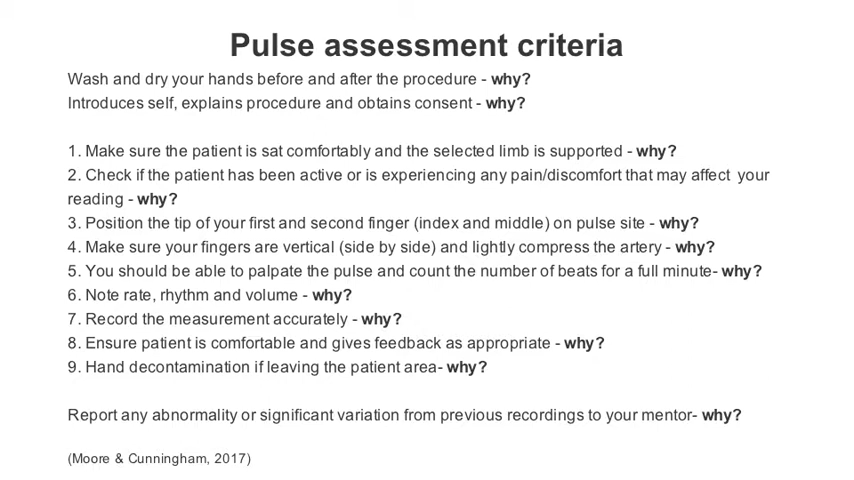 Pulse assessment criteria
Wash and dry your hands before and after the procedure - why?
Introduces self, explains procedure and obtains consent - why?
1. Make sure the patient is sat comfortably and the selected limb is supported - why?
2. Check if the patient has been active or is experiencing any pain/discomfort that may affect your
reading - why?
3. Position the tip of your first and second finger (index and middle) on pulse site - why?
4. Make sure your fingers are vertical (side by side) and lightly compress the artery - why?
5. You should be able to palpate the pulse and count the number of beats for a full minute- why?
6. Note rate, rhythm and volume - why?
7. Record the measurement accurately - why?
8. Ensure patient is comfortable and gives feedback as appropriate - why?
9. Hand decontamination if leaving the patient area- why?
Report any abnormality or significant variation from previous recordings to your mentor- why?
(Moore & Cunningham, 2017)